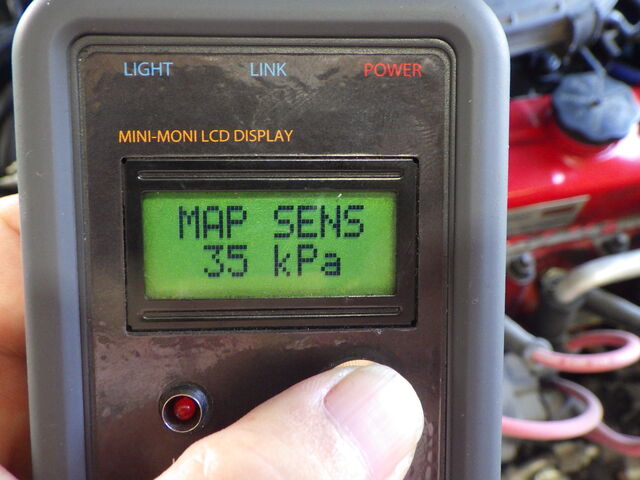 LIGHT LINK POWER
MINI-MONI LCD DISPLAY
MAP SENS
35 kPa